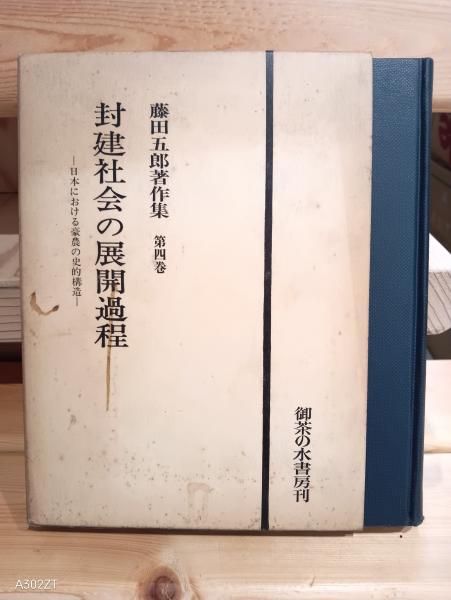 藤田五郎著作集 第四巻
封建社会の展開過程
―日本における豪農の史的構造―
御茶の水書房刊
A302ZT